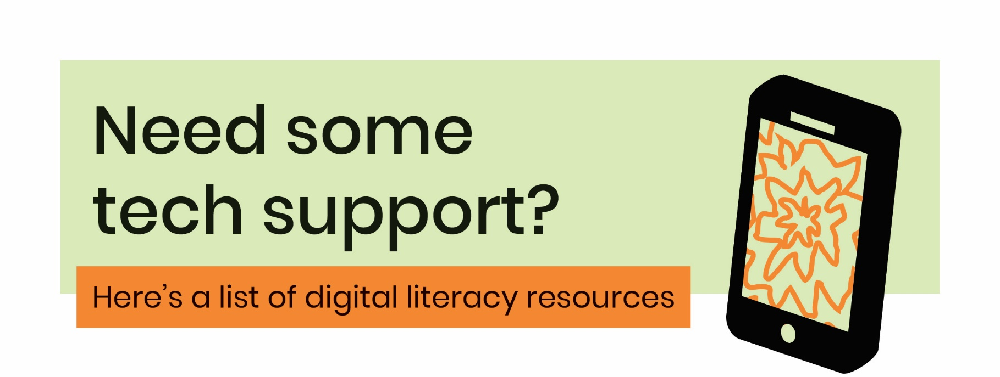 Need some
tech support?
Here’s a list of digital literacy resources